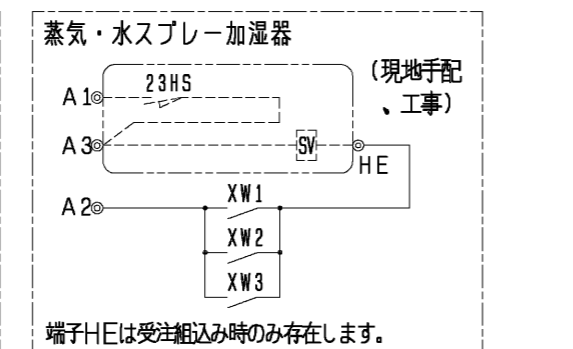 蒸気・水スプレー加湿器
(現地手配
、工事)
23HS
A1
A3
SV
HE
XW1
A2
XW2
XW3
端子HEは受注組込み時のみ存在します。